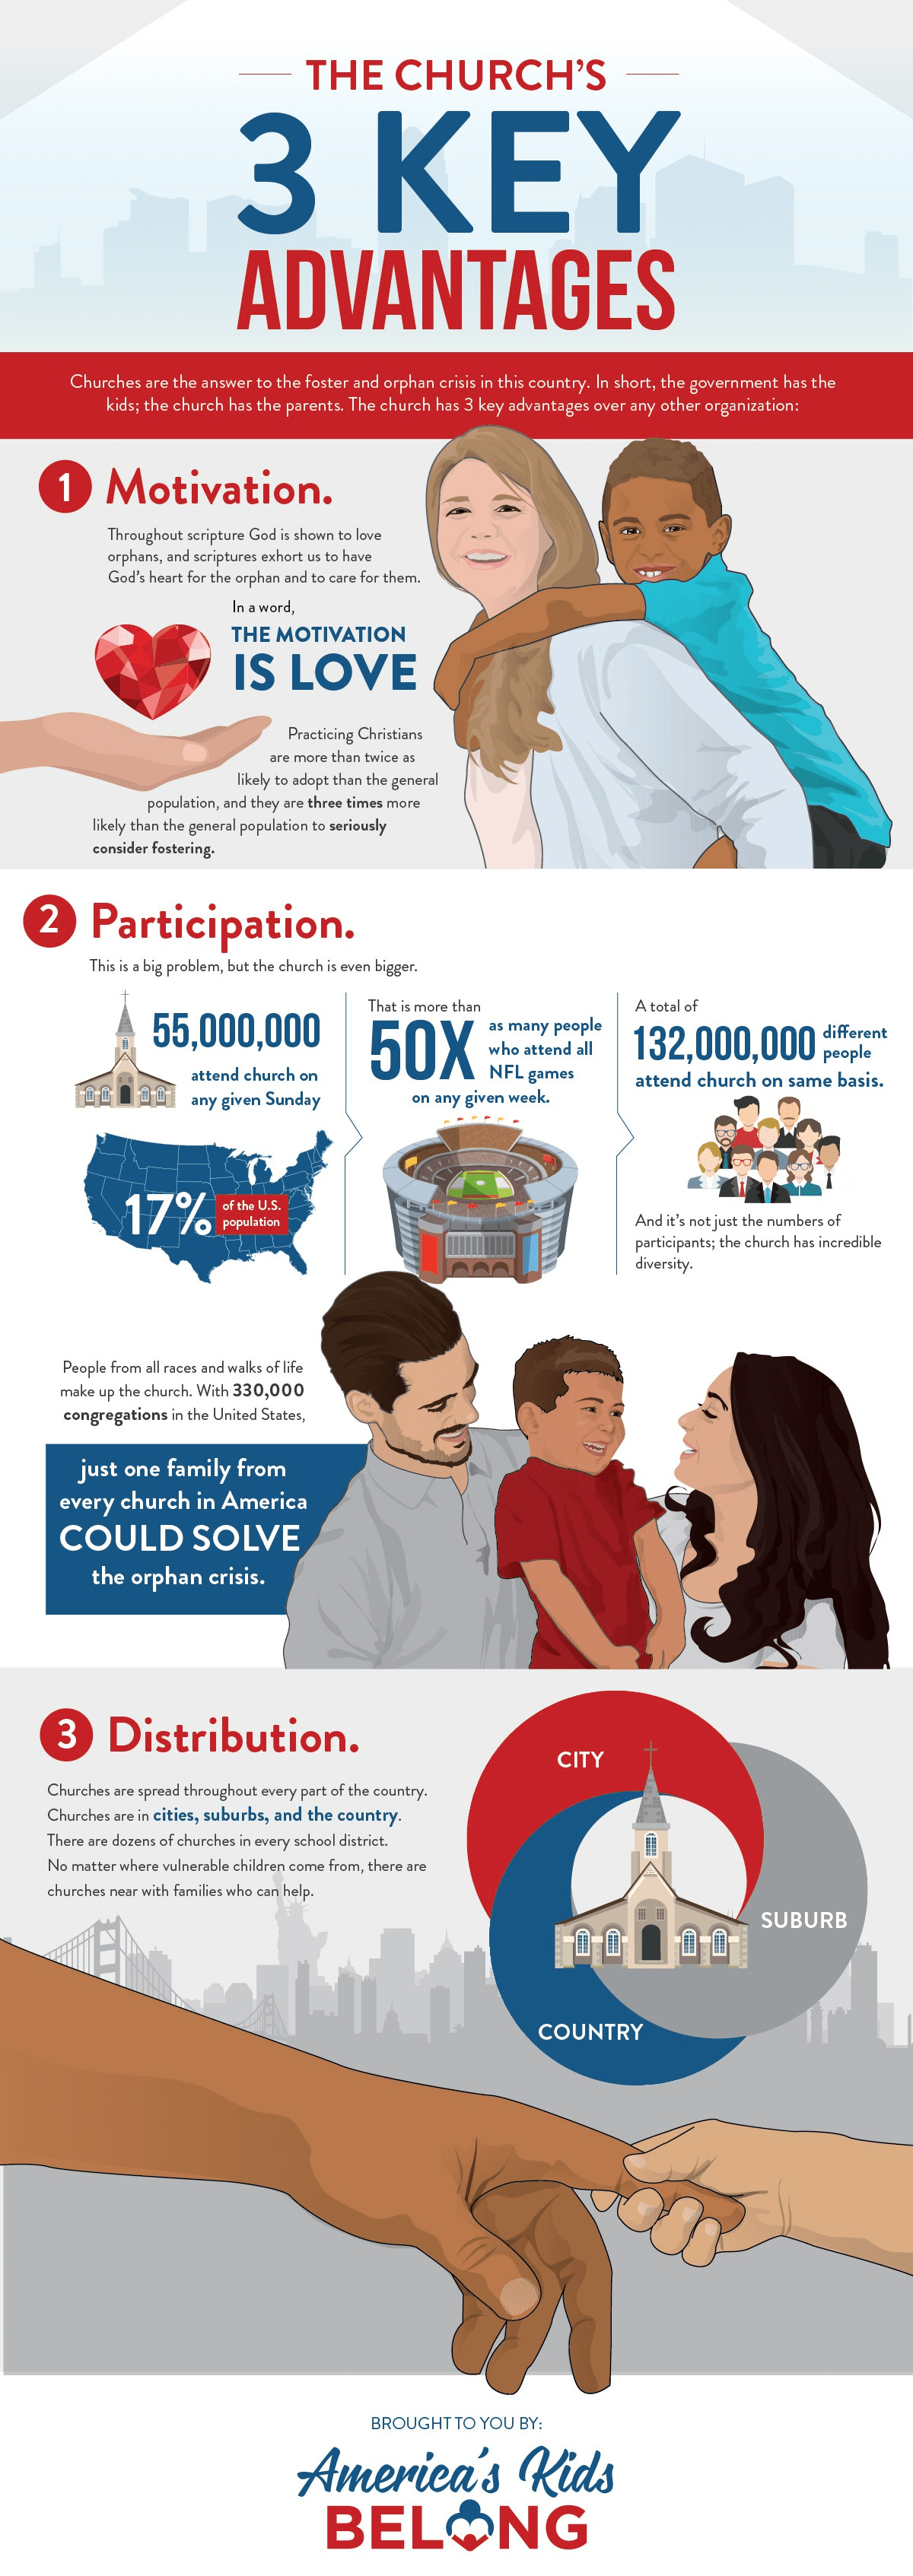 THE CHURCH'S
3 KEY
ADVANTAGES
Churches are the answer to the foster and orphan crisis in this country. In short, the government has the
kids; the church has the parents. The church has 3 key advantages over any other organization:
1 Motivation.
Throughout scripture God is shown to love
orphans, and scriptures exhort us to have
God's heart for the orphan and to care for them.
In a word,
THE MOTIVATION
IS LOVE
Practicing Christians
are more than twice as
likely to adopt than the general
population, and they are three times more
likely than the general population to seriously
consider fostering.
2 Participation.
This is a big problem, but the church is even bigger.
55,000,000
attend church on
any given Sunday
17%
of the U.S.
population
That is more than
50X
as many people
who attend all
NFL games
on any given week.
A total of
132,000,000
different
people
attend church on same basis.
And it's not just the numbers of
participants; the church has incredible
diversity.
People from all races and walks of life
make up the church. With 330,000
congregations in the United States,
just one family from
every church in America
COULD SOLVE
the orphan crisis.
3 Distribution.
Churches are spread throughout every part of the country.
Churches are in cities, suburbs, and the country.
There are dozens of churches in every school district.
No matter where vulnerable children come from, there are
churches near with families who can help.
CITY
SUBURB
COUNTRY
BROUGHT TO YOU BY:
America's Kids
BELONG